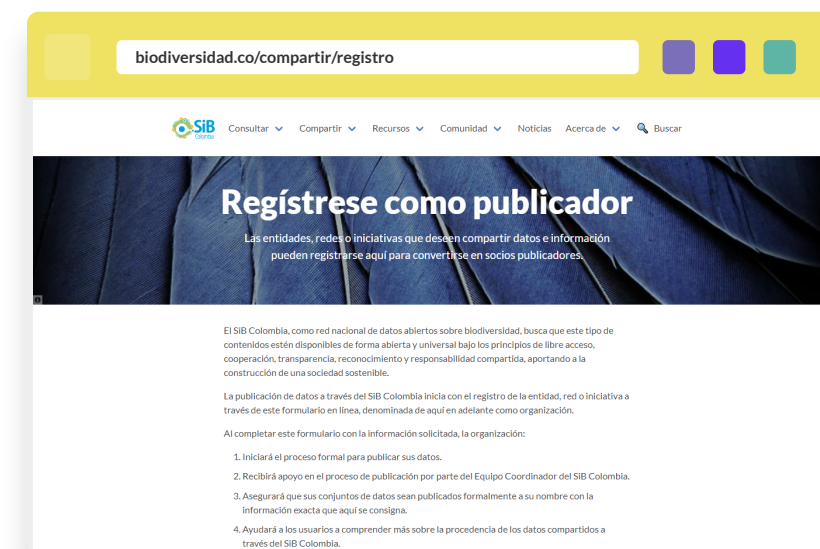 biodiversidad.co/compartir/registro
SiB
Colombia
Consultar
Compartir
Recursos
Comunidad
Noticias
Acerca de
Buscar
Regístrese como publicador
Las entidades, redes o iniciativas que deseen compartir datos e información
pueden registrarse aquí para convertirse en socios publicadores.
El SiB Colombia, como red nacional de datos abiertos sobre biodiversidad, busca que este tipo de
contenidos estén disponibles de forma abierta y universal bajo los principios de libre acceso,
cooperación, transparencia, reconocimiento y responsabilidad compartida, aportando a la
construcción de una sociedad sostenible.
La publicación de datos a través del SiB Colombia inicia con el registro de la entidad, red o iniciativa a
través de este formulario en línea, denominada de aquí en adelante como organización.
Al completar este formulario con la información solicitada, la organización:
1. Iniciará el proceso formal para publicar sus datos.
2. Recibirá apoyo en el proceso de publicación por parte del Equipo Coordinador del SiB Colombia.
3. Asegurará que sus conjuntos de datos sean publicados formalmente a su nombre con la
información exacta que aquí se consigna.
4. Ayudará a los usuarios a comprender más sobre la procedencia de los datos compartidos a
través del SiB Colombia.